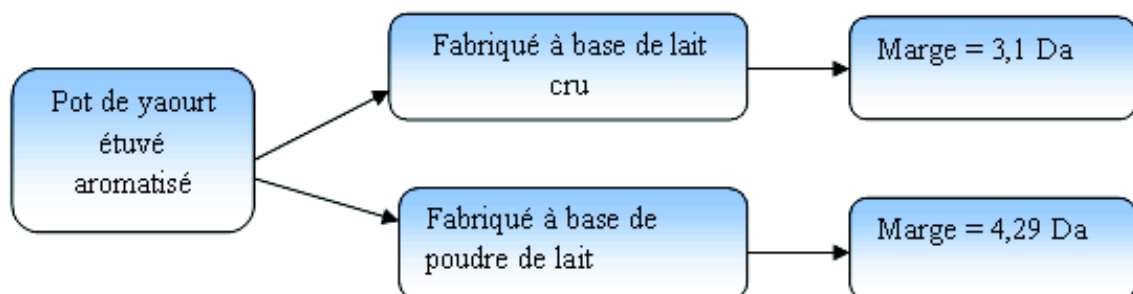 Pot de yaourt
étuvé
aromatisé
Fabriqué à base de lait
cru
Marge = 3,1 Da
Fabriqué à base de
poudre de lait
Marge = 4,29 Da